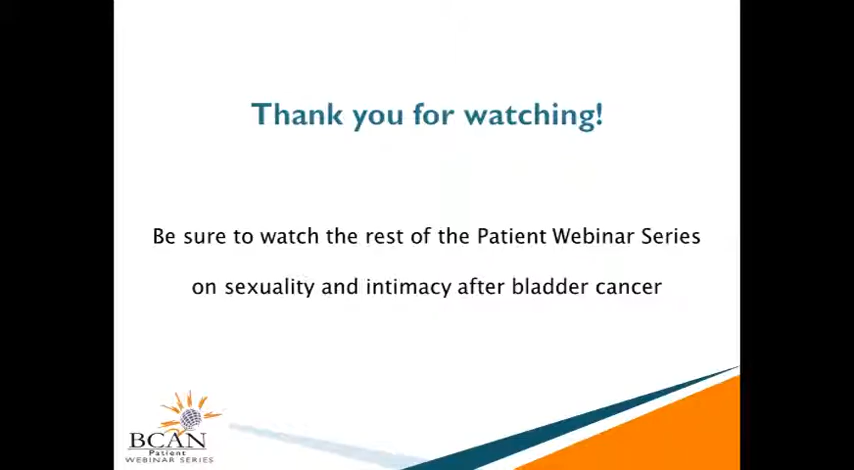 Thank you for watching!
Be sure to watch the rest of the Patient Webinar Series
on sexuality and intimacy after bladder cancer
BCAN
Patient
WEBINAR SERIES